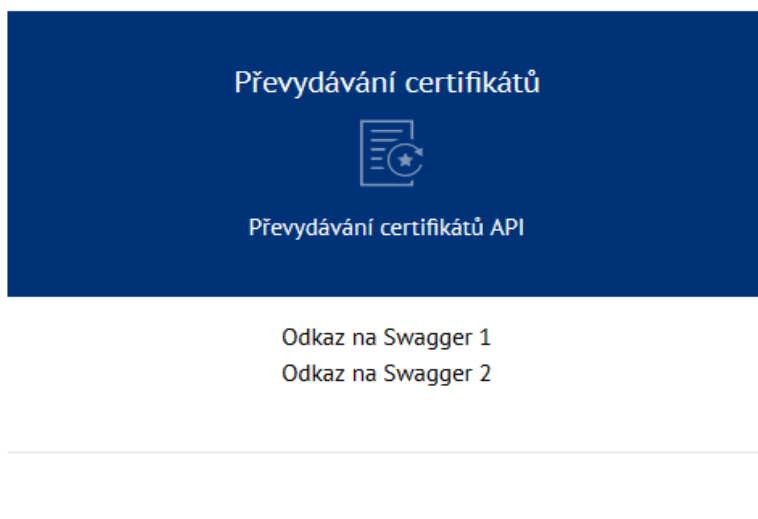 Převydávání certifikátů
Převydávání certifikátů API
Odkaz na Swagger 1
Odkaz na Swagger 2